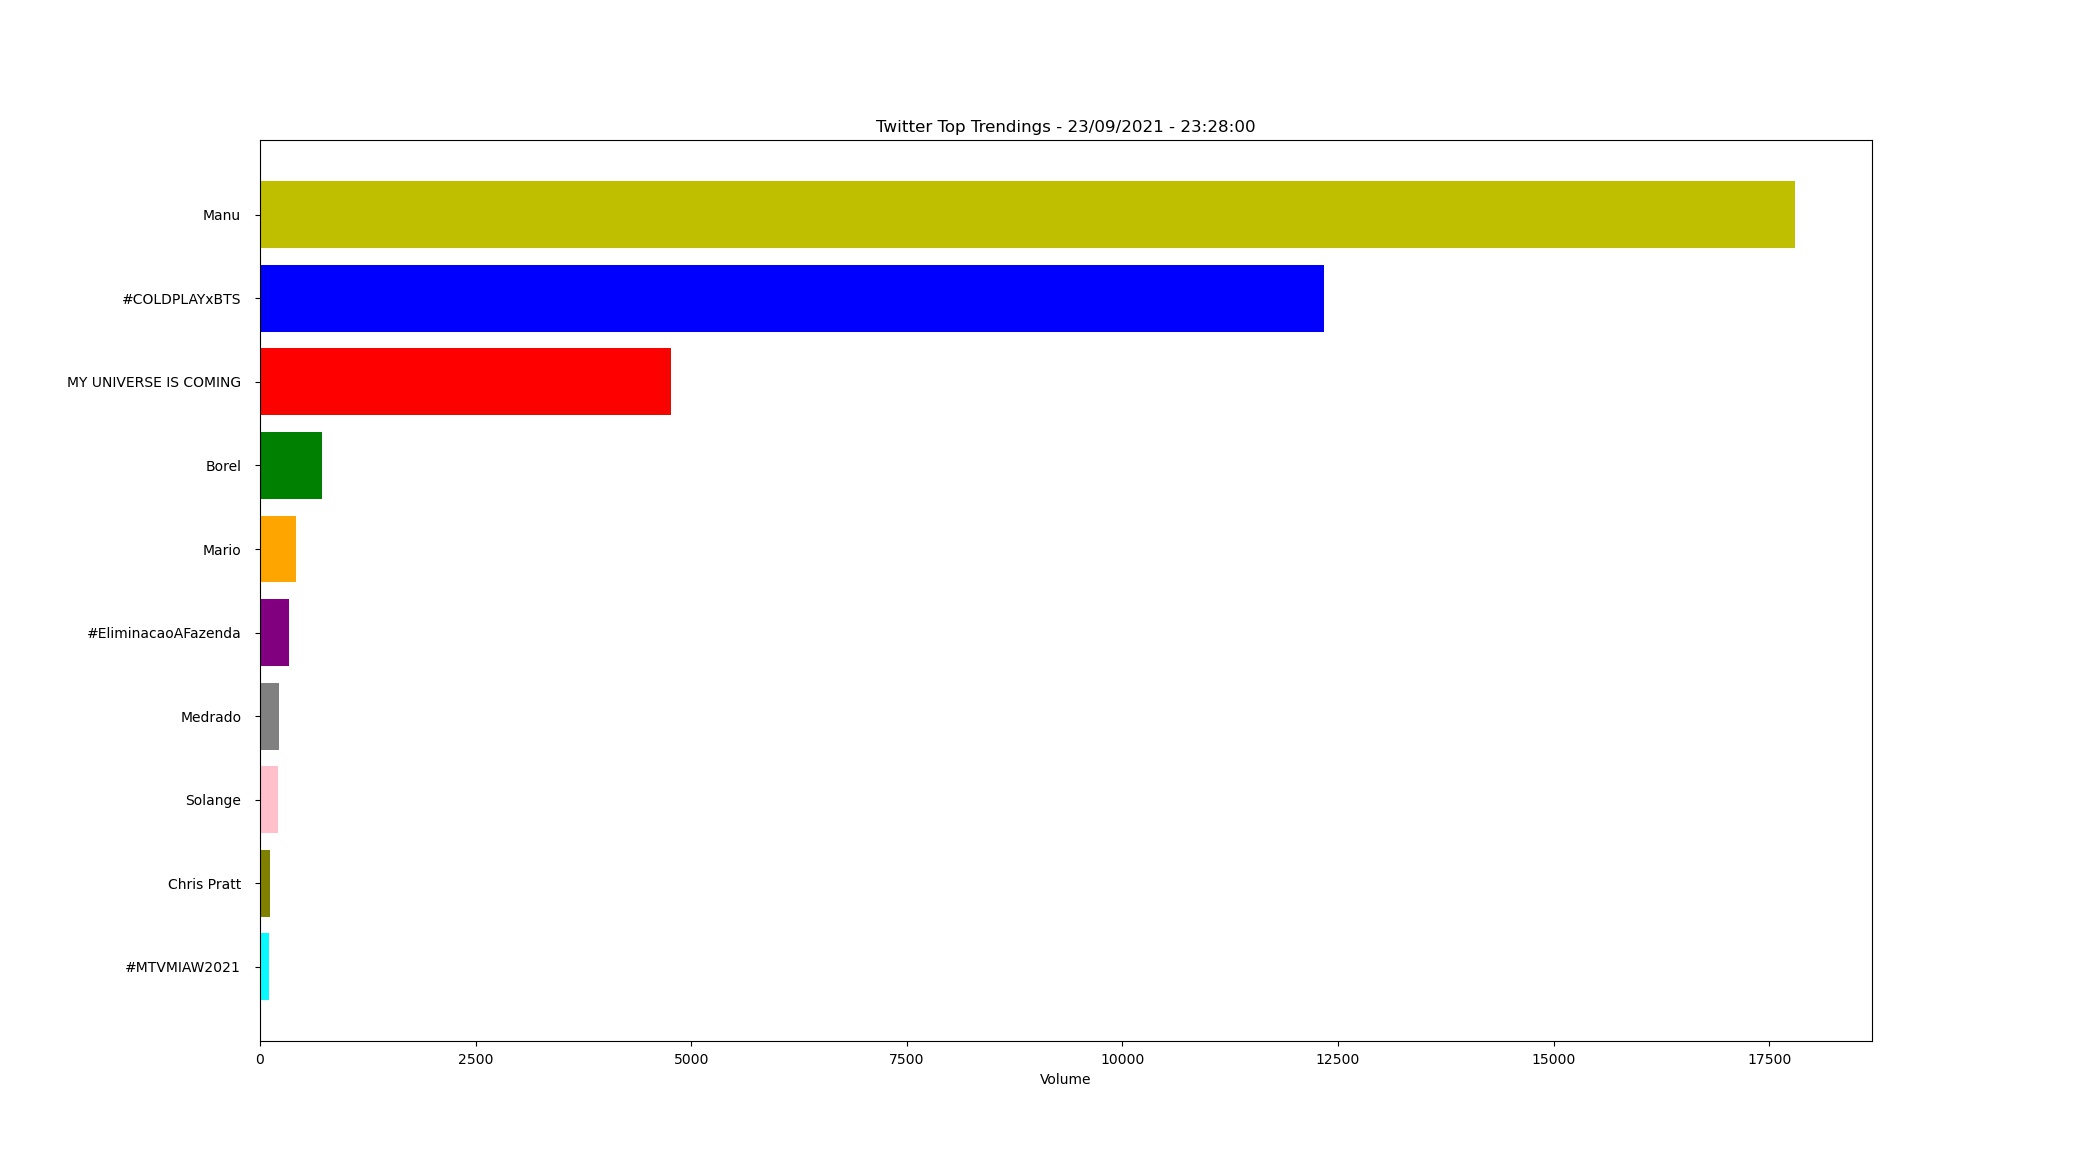 Twitter Top Trendings - 23/09/2021 - 23:28:00
Manu
#COLDPLAYxBTS
MY UNIVERSE IS COMING
Borel
Mario
#EliminacaoAFazenda
Medrado
Solange
Chris Pratt
#MTVMIAW2021
0 2500 5000 7500 10000 12500 15000 17500
Volume